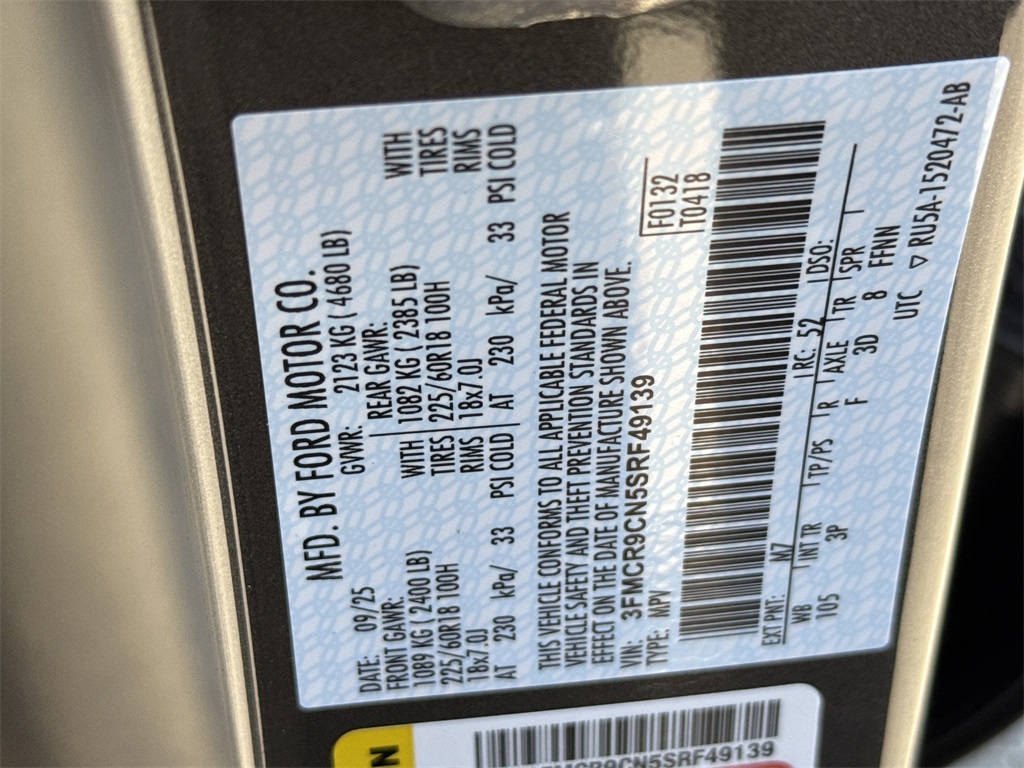 MFD. BY FORD MOTOR CO.
DATE: 09/25 GVWR: 2123 KG ( 4680 LB)
FRONT GAWR: REAR GAWR:
1089 KG ( 2400 LB) WITH 1082 KG ( 2385 LB) WITH
225/60R18 100H TIRES 225/60R18 100H TIRES
18x7.0J RIMS 18x7.0J RIMS
AT 230 kPa/ 33 PSI COLD AT 230 kPa/ 33 PSI COLD
THIS VEHICLE CONFORMS TO ALL APPLICABLE FEDERAL MOTOR
VEHICLE SAFETY AND THEFT PREVENTION STANDARDS IN
EFFECT ON THE DATE OF MANUFACTURE SHOWN ABOVE.
VIN: 3FMCR9CN5SRF49139
TYPE: MPV
F0132
T0418
EXT PNT: M7 RC: 52 DSO:
WB INT TR TP/PS R AXLE TR SPR
105 3P F 3D 8 FFNN
UTC ▽ RU5A-1520472-AB
3FMCR9CN5SRF49139